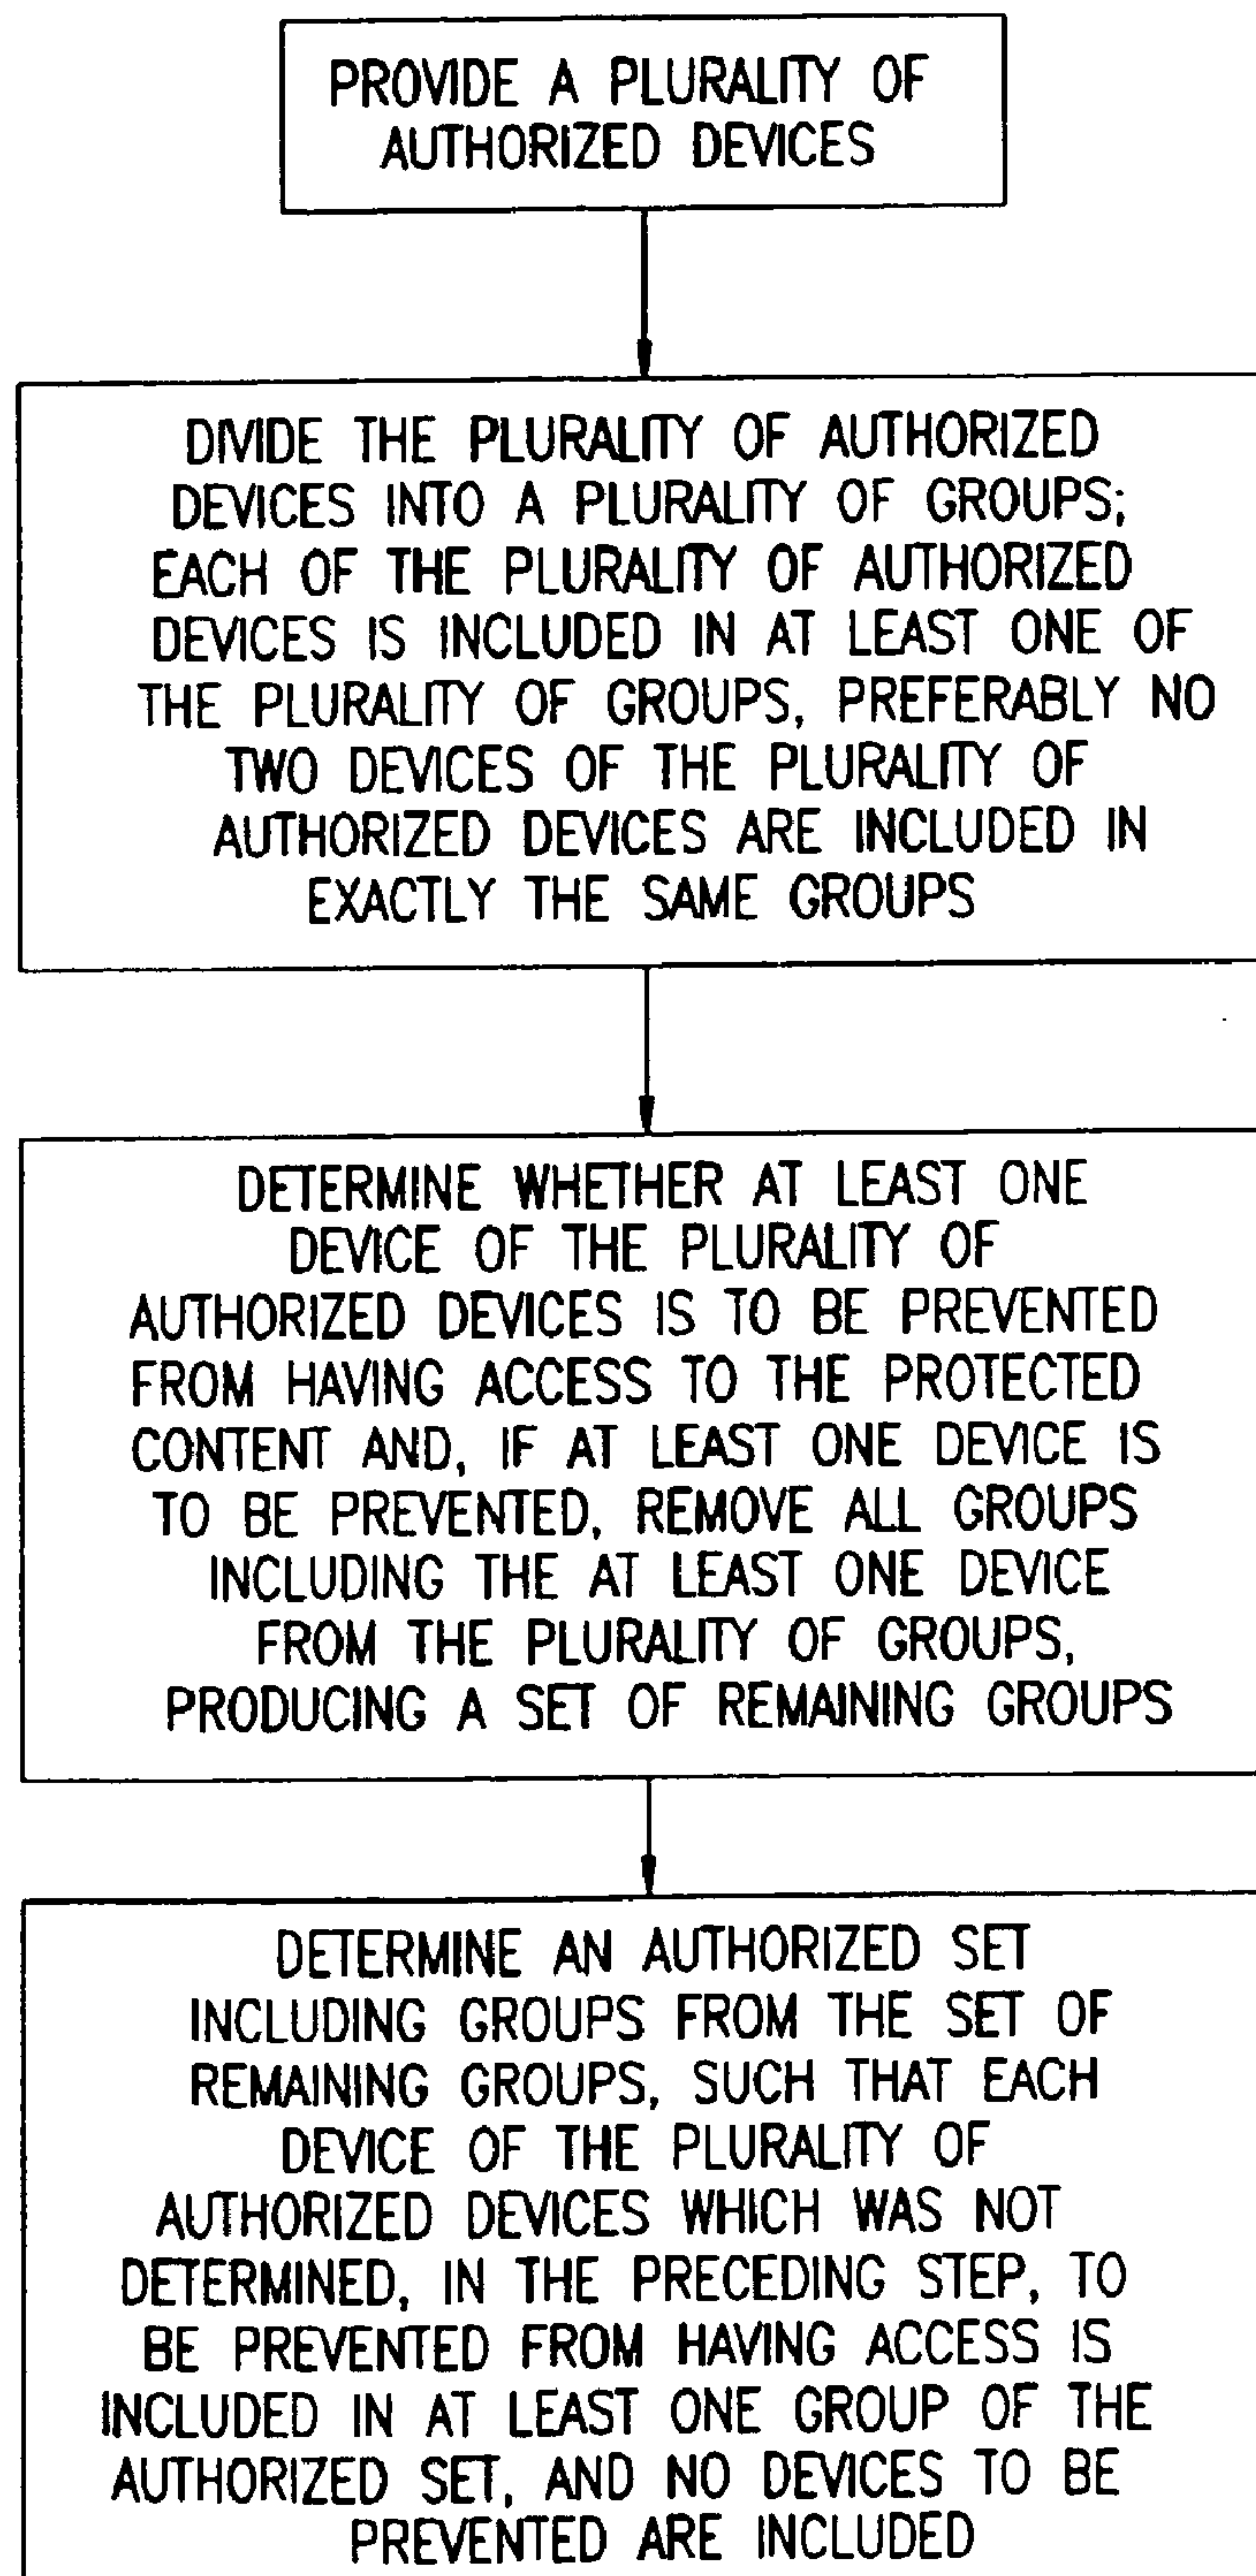 PROVIDE A PLURALITY OF
AUTHORIZED DEVICES
DIVIDE THE PLURALITY OF AUTHORIZED
DEVICES INTO A PLURALITY OF GROUPS;
EACH OF THE PLURALITY OF AUTHORIZED
DEVICES IS INCLUDED IN AT LEAST ONE OF
THE PLURALITY OF GROUPS, PREFERABLY NO
TWO DEVICES OF THE PLURALITY OF
AUTHORIZED DEVICES ARE INCLUDED IN
EXACTLY THE SAME GROUPS
DETERMINE WHETHER AT LEAST ONE
DEVICE OF THE PLURALITY OF
AUTHORIZED DEVICES IS TO BE PREVENTED
FROM HAVING ACCESS TO THE PROTECTED
CONTENT AND, IF AT LEAST ONE DEVICE IS
TO BE PREVENTED, REMOVE ALL GROUPS
INCLUDING THE AT LEAST ONE DEVICE
FROM THE PLURALITY OF GROUPS,
PRODUCING A SET OF REMAINING GROUPS
DETERMINE AN AUTHORIZED SET
INCLUDING GROUPS FROM THE SET OF
REMAINING GROUPS, SUCH THAT EACH
DEVICE OF THE PLURALITY OF
AUTHORIZED DEVICES WHICH WAS NOT
DETERMINED, IN THE PRECEDING STEP, TO
BE PREVENTED FROM HAVING ACCESS IS
INCLUDED IN AT LEAST ONE GROUP OF THE
AUTHORIZED SET, AND NO DEVICES TO BE
PREVENTED ARE INCLUDED